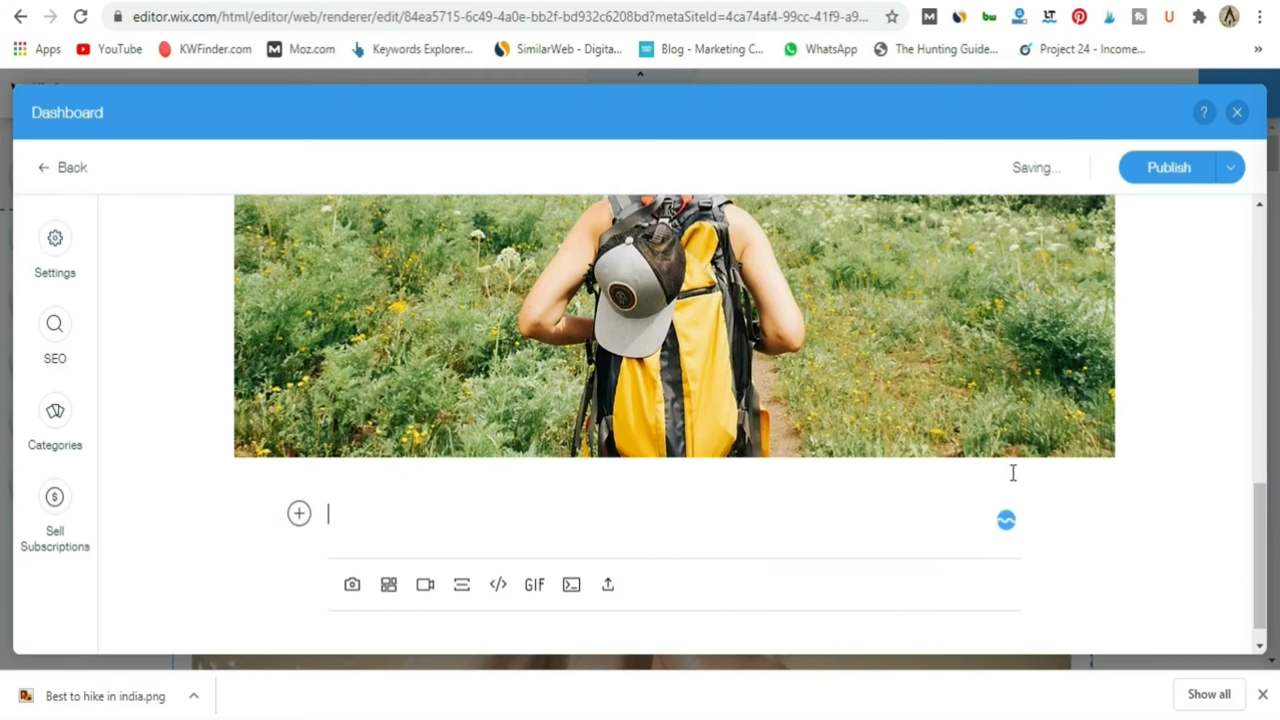 editor.wix.com/html/editor/web/renderer/edit/84ea5715-6c49-4a0e-bb2f-bd932c6208bd?metaSiteId=4ca74af4-99cc-41f9-a9...
Apps YouTube KWFinder.com Moz.com Keywords Explorer... SimilarWeb - Digita... Blog - Marketing C... WhatsApp The Hunting Guide... Project 24 - Income... »
Dashboard ?
Back Saving... Publish
Settings
SEO
Categories
Sell
Subscriptions
GIF
Best to hike in india.png Show all